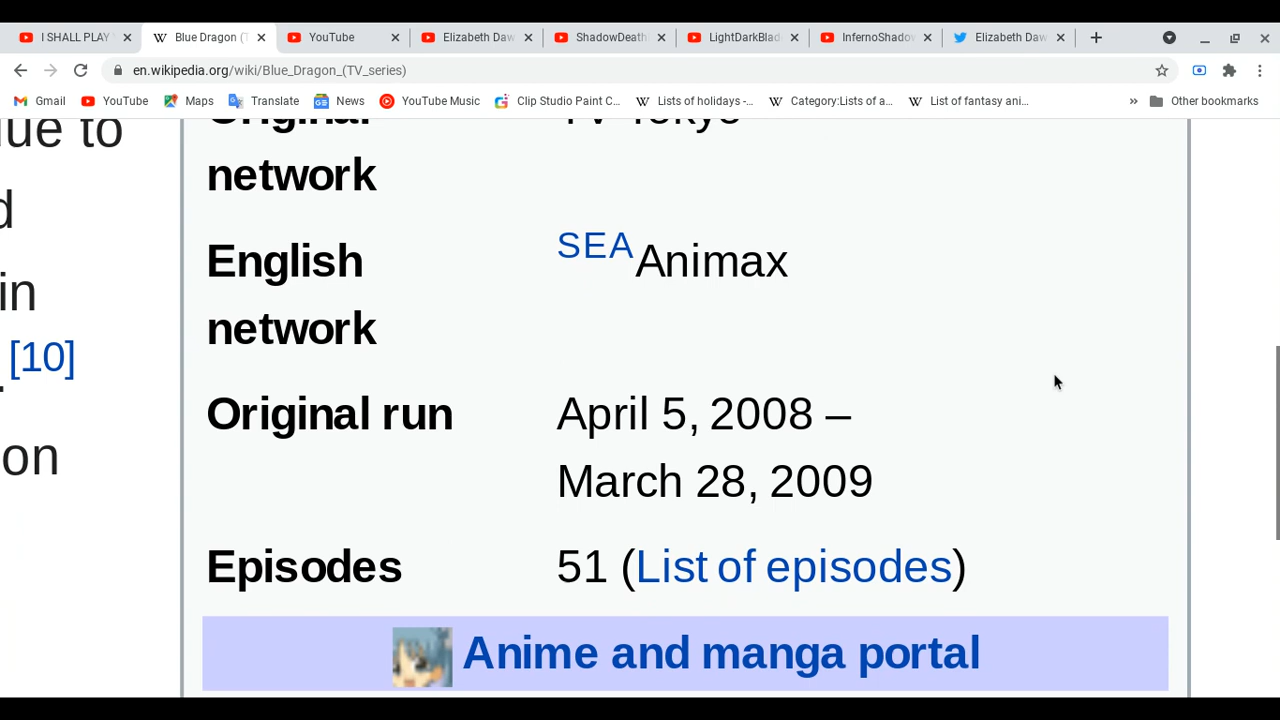 I SHALL PLAY
Blue Dragon (T
YouTube
Elizabeth Daw
ShadowDeath
LightDarkBlad
InfernoShadow
Elizabeth Daw
en.wikipedia.org/wiki/Blue_Dragon_(TV_series)
Gmail YouTube Maps Translate News YouTube Music Clip Studio Paint C... Lists of holidays -... Category:Lists of a... List of fantasy ani... » Other bookmarks
ue to
d
in
[10]
on
Original TV Tokyo
network
English SEA Animax
network
Original run April 5, 2008 –
March 28, 2009
Episodes 51 (List of episodes)
Anime and manga portal